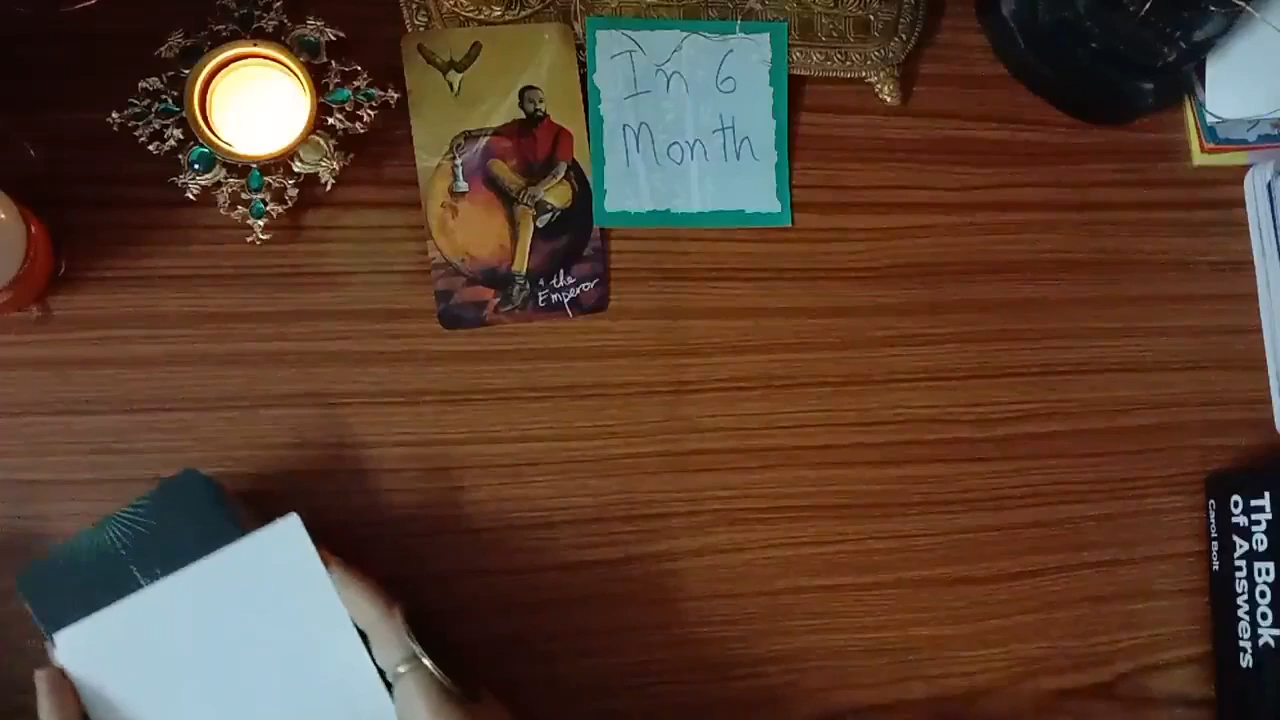 In 6
Month
4 the
Emperor
The Book
of Answers
Carol Bolt